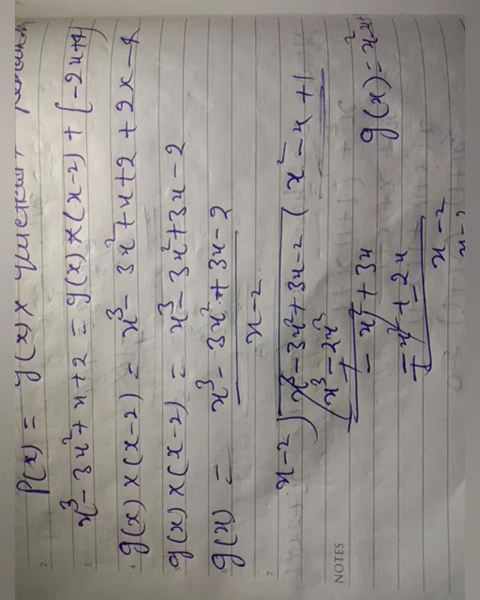 P(x) = g(x) x quotient + remain
x³ - 3x² + x + 2 = g(x) x (x-2) + (-2x+4)
g(x) x (x-2) = x³ - 3x² + x + 2 + 2x - 4
g(x) x (x-2) = x³ - 3x² + 3x - 2
g(x) = x³ - 3x² + 3x - 2
x-2
x-2 ) x³ - 3x² + 3x - 2 ( x² - x + 1
x³ - 2x²
- x² + 3x
g(x) = x² - x +
- x² + 2x
x - 2
x - 2
NOTES